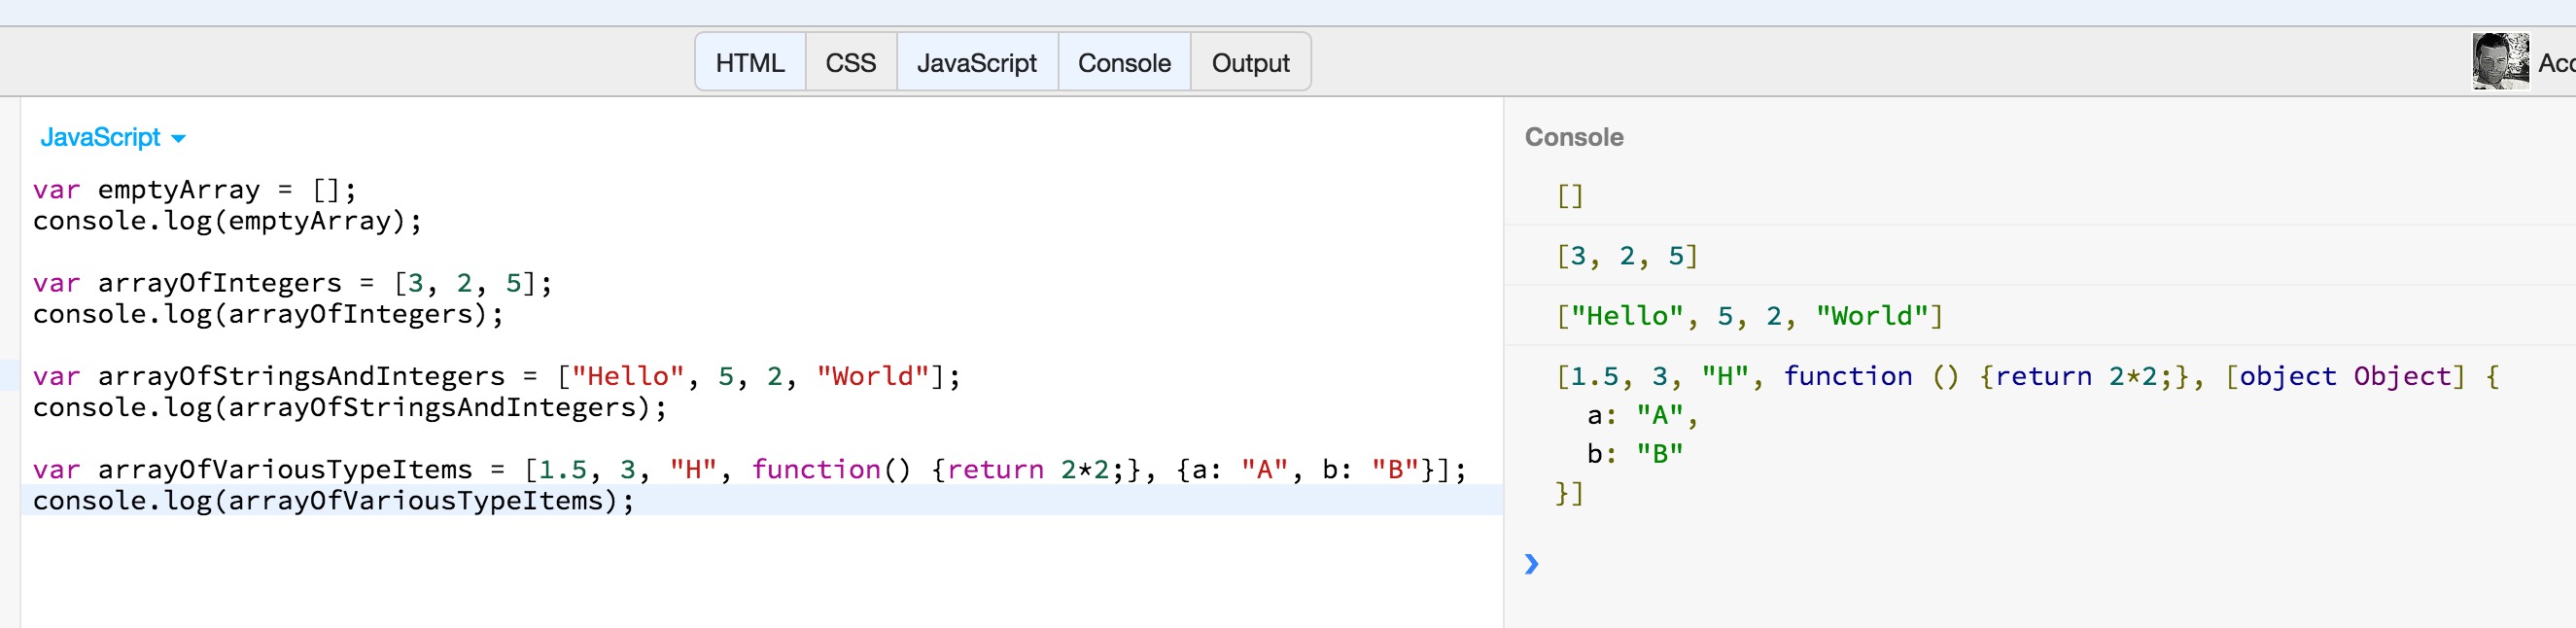 HTML CSS JavaScript Console Output
JavaScript
var emptyArray = [];
console.log(emptyArray);
var arrayOfIntegers = [3, 2, 5];
console.log(arrayOfIntegers);
var arrayOfStringsAndIntegers = ["Hello", 5, 2, "World"];
console.log(arrayOfStringsAndIntegers);
var arrayOfVariousTypeItems = [1.5, 3, "H", function() {return 2*2;}, {a: "A", b: "B"}];
console.log(arrayOfVariousTypeItems);
Console
[]
[3, 2, 5]
["Hello", 5, 2, "World"]
[1.5, 3, "H", function () {return 2*2;}, [object Object] {
a: "A",
b: "B"
}]